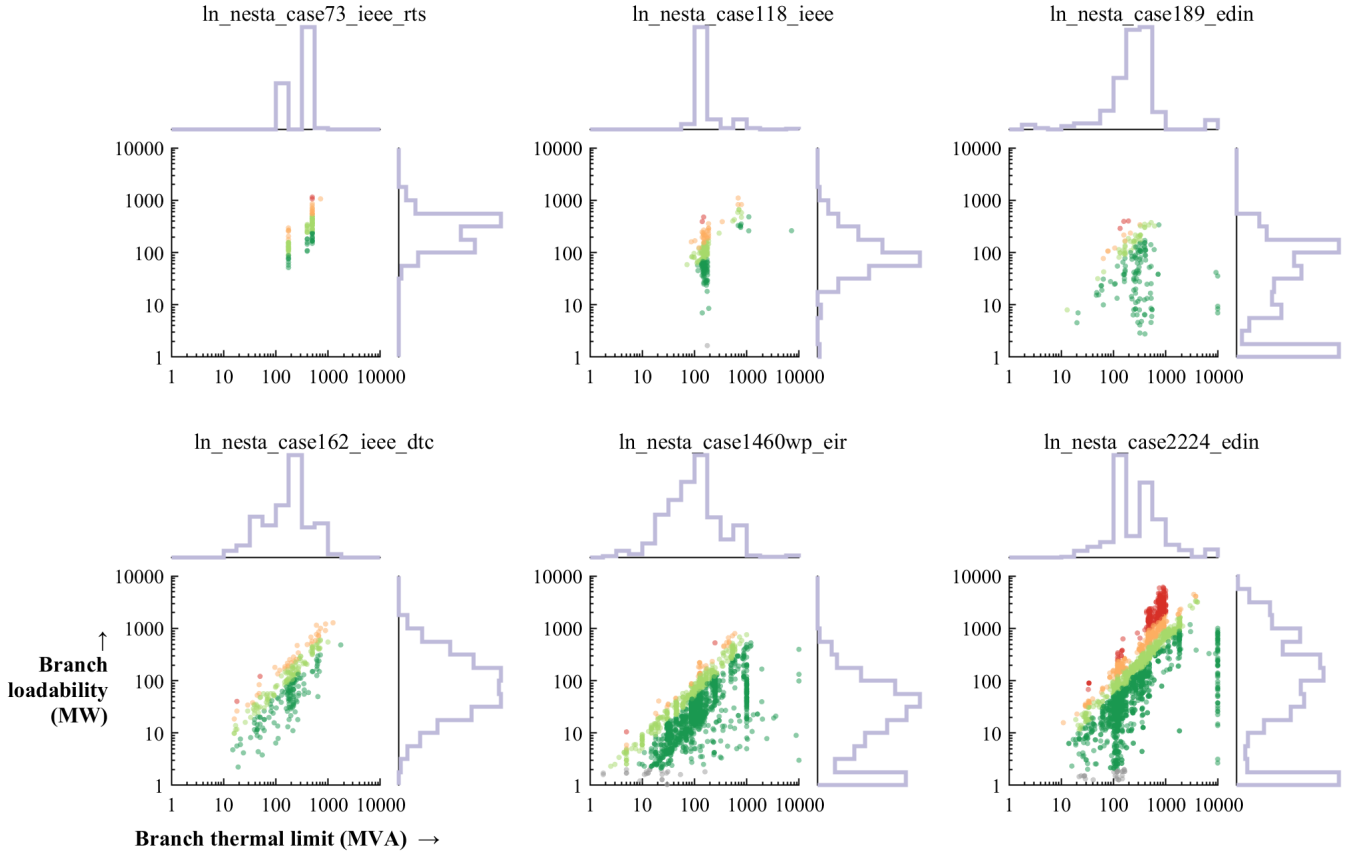 ln_nesta_case73_ieee_rts
ln_nesta_case118_ieee
ln_nesta_case189_edin
10000
1000
100
10
1
1 10 100 1000 10000
10000
1000
100
10
1
1 10 100 1000 10000
10000
1000
100
10
1
1 10 100 1000 10000
ln_nesta_case162_ieee_dtc
ln_nesta_case1460wp_eir
ln_nesta_case2224_edin
↑
Branch
loadability
(MW)
10000
1000
100
10
1
1 10 100 1000 10000
10000
1000
100
10
1
1 10 100 1000 10000
10000
1000
100
10
1
1 10 100 1000 10000
Branch thermal limit (MVA) →